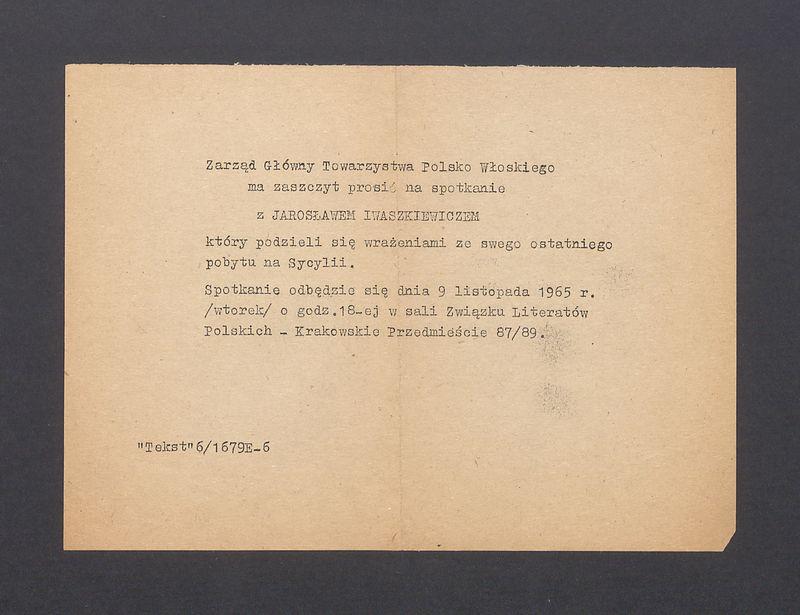 Zarząd Główny Towarzystwa Polsko Włoskiego
ma zaszczyt prosić na spotkanie
z JAROSŁAWEM IWASZKIEWICZEM
który podzieli się wrażeniami ze swego ostatniego
pobytu na Sycylii.
Spotkanie odbędzie się dnia 9 listopada 1965 r.
/wtorek/ o godz.18-ej w sali Związku Literatów
Polskich - Krakowskie Przedmieście 87/89.
"Tekst"6/1679E-6